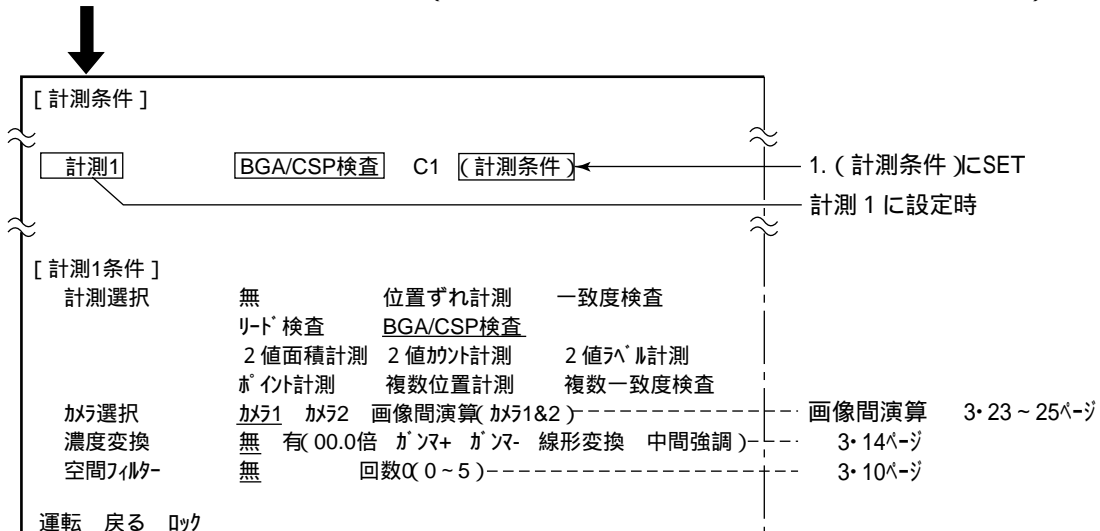 [計測条件]
計測1 BGA/CSP検査 C1 (計測条件) 1.(計測条件)にSET
計測1に設定時
[計測1条件]
計測選択 無 位置ずれ計測 一致度検査
リード検査 BGA/CSP検査
2値面積計測 2値カウント計測 2値ラベル計測
ポイント計測 複数位置計測 複数一致度検査
カメラ選択 カメラ1 カメラ2 画像間演算(カメラ1&2) 画像間演算 3・23~25ページ
濃度変換 無 有(00.0倍 ガンマ+ ガンマ- 線形変換 中間強調) 3・14ページ
空間フィルター 無 回数0(0~5) 3・10ページ
運転 戻る ロック